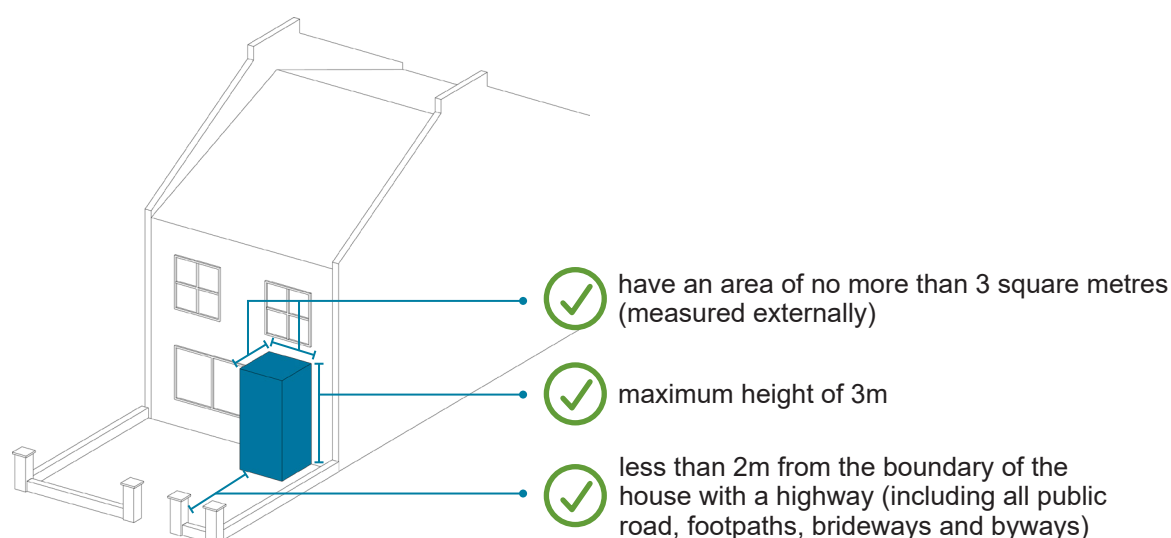 have an area of no more than 3 square metres
(measured externally)
maximum height of 3m
less than 2m from the boundary of the
house with a highway (including all public
road, footpaths, brideways and byways)